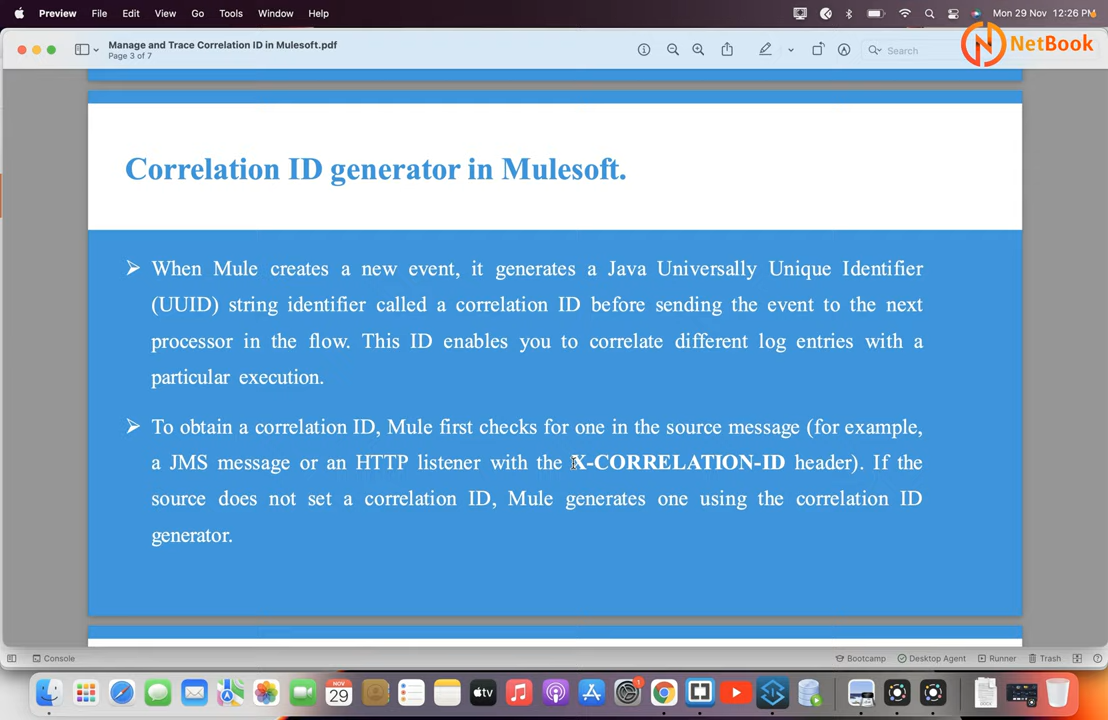 Preview File Edit View Go Tools Window Help Mon 29 Nov 12:26 PM
Manage and Trace Correlation ID in Mulesoft.pdf
Page 3 of 7
Search
NetBook
Correlation ID generator in Mulesoft.
When Mule creates a new event, it generates a Java Universally Unique Identifier
(UUID) string identifier called a correlation ID before sending the event to the next
processor in the flow. This ID enables you to correlate different log entries with a
particular execution.
To obtain a correlation ID, Mule first checks for one in the source message (for example,
a JMS message or an HTTP listener with the X-CORRELATION-ID header). If the
source does not set a correlation ID, Mule generates one using the correlation ID
generator.
Console Bootcamp Desktop Agent Runner Trash
NOV
29
tv
1